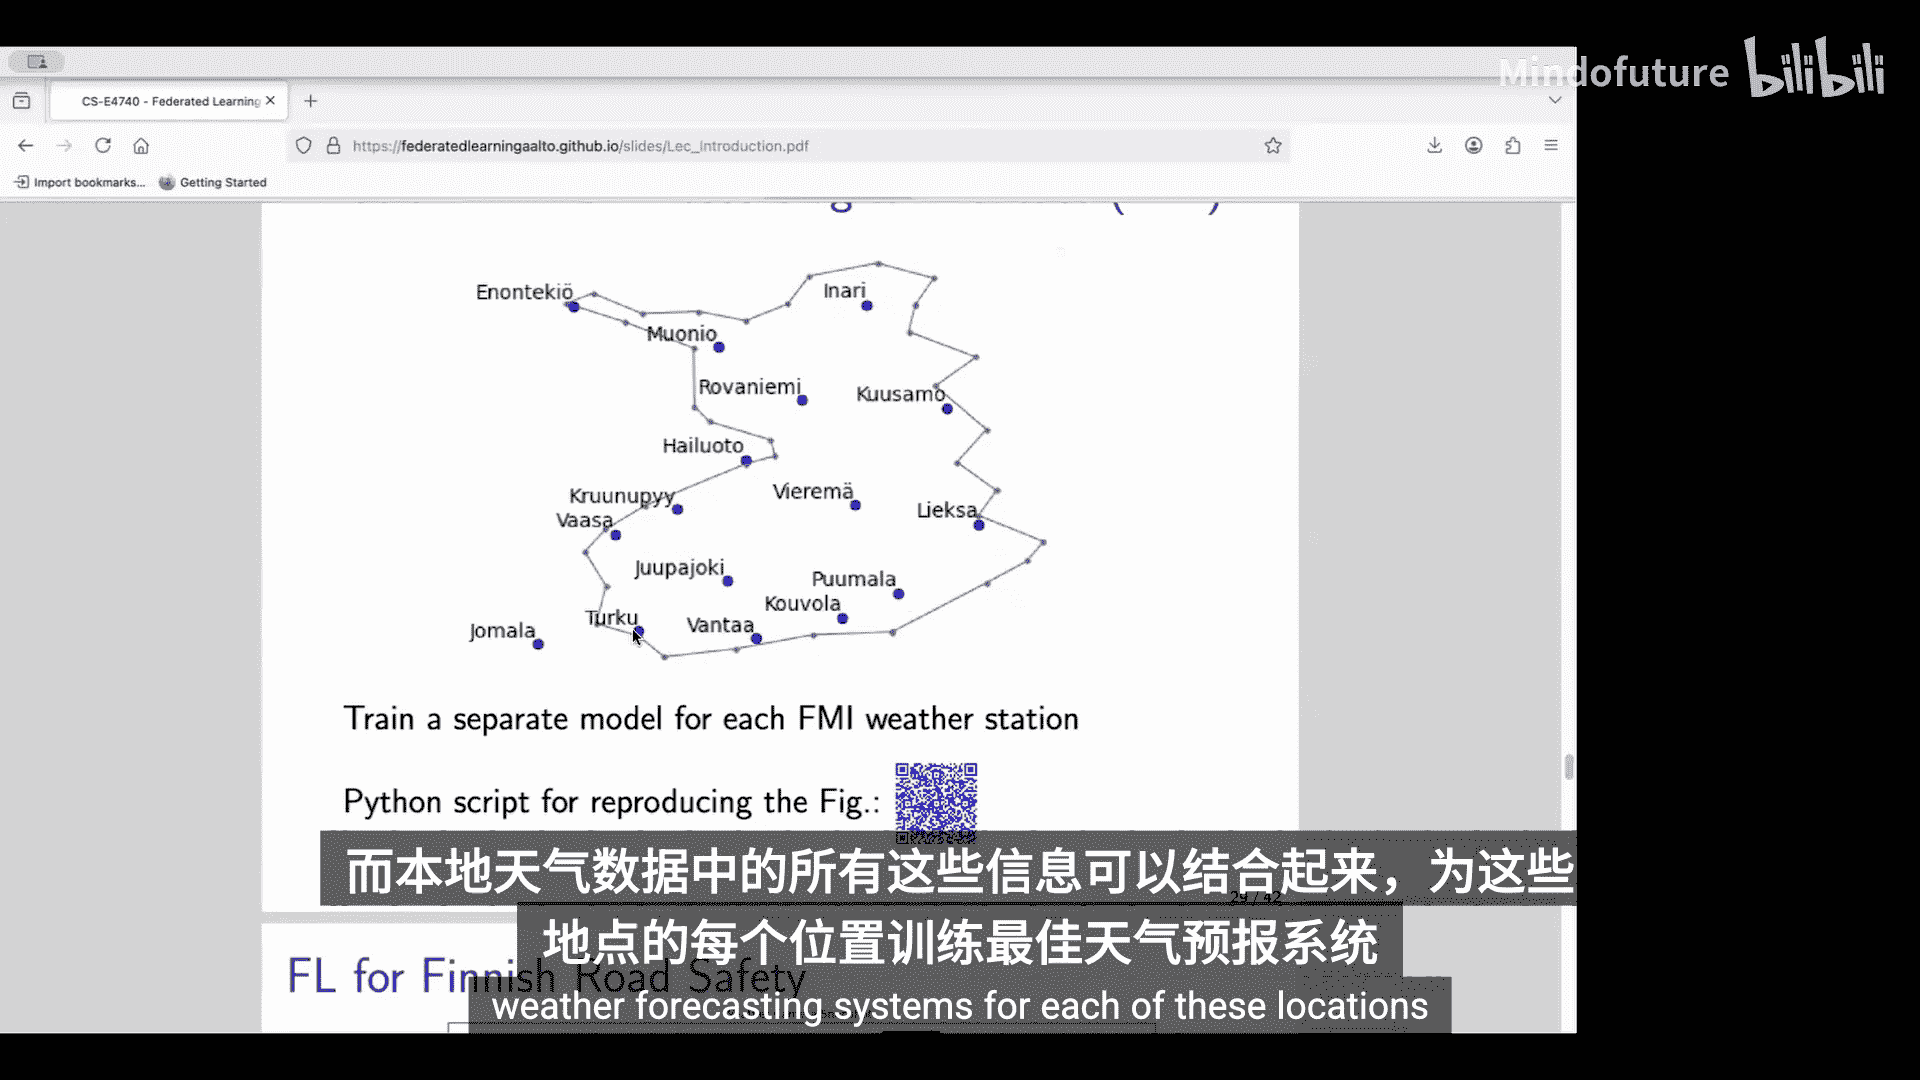 Mindofuture bilibili
CS-E4740 - Federated Learning
https://federatedlearningaalto.github.io/slides/Lec_Introduction.pdf
Import bookmarks... Getting Started
Enontekiö
Inari
Muonio
Rovaniemi
Kuusamo
Hailuoto
Kruunupyy
Vieremä
Vaasa
Lieksa
Juupajoki
Puumala
Kouvola
Turku
Vantaa
Jomala
Train a separate model for each FMI weather station
Python script for reproducing the Fig.:
29 / 42
而本地天气数据中的所有这些信息可以结合起来，为这些
地点的每个位置训练最佳天气预报系统
FL for Finnish Road Safety
weather forecasting systems for each of these locations